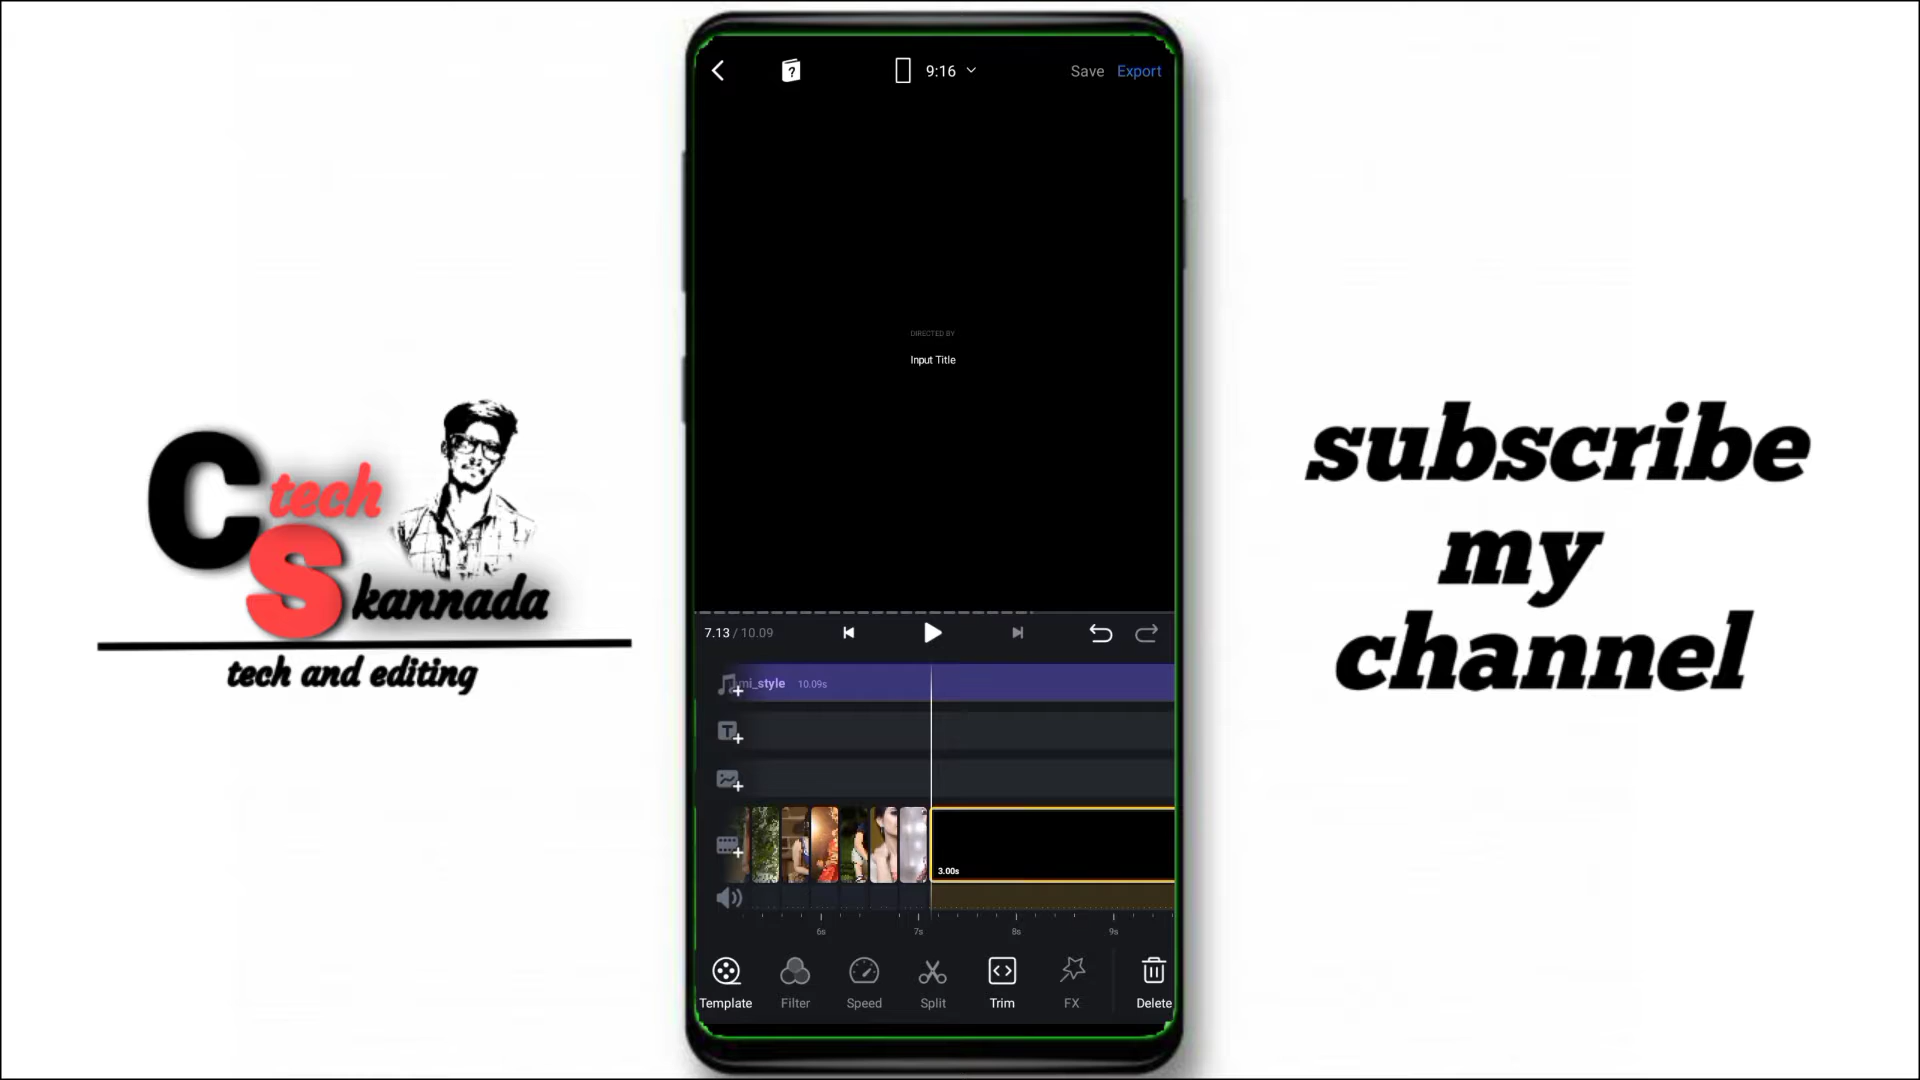 C tech
S kannada
tech and editing
?
9:16
Save
Export
DIRECTED BY
Input Title
7.13 / 10.09
mi_style 10.09s
T
3.00s
6s 7s 8s 9s
Template
Filter
Speed
Split
Trim
FX
Delete
subscribe
my
channel